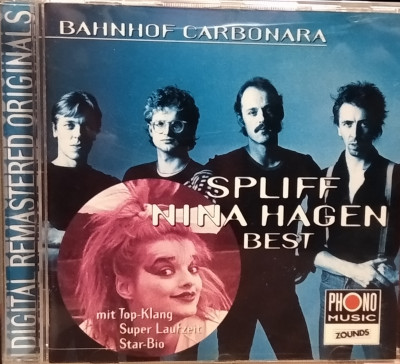 BAHNHOF CARBONARA
DIGITAL REMASTERED ORIGINALS
SPLIFF
NINA HAGEN
BEST
mit Top-Klang
Super Laufzeit
Star-Bio
PHONO
MUSIC
ZOUNDS